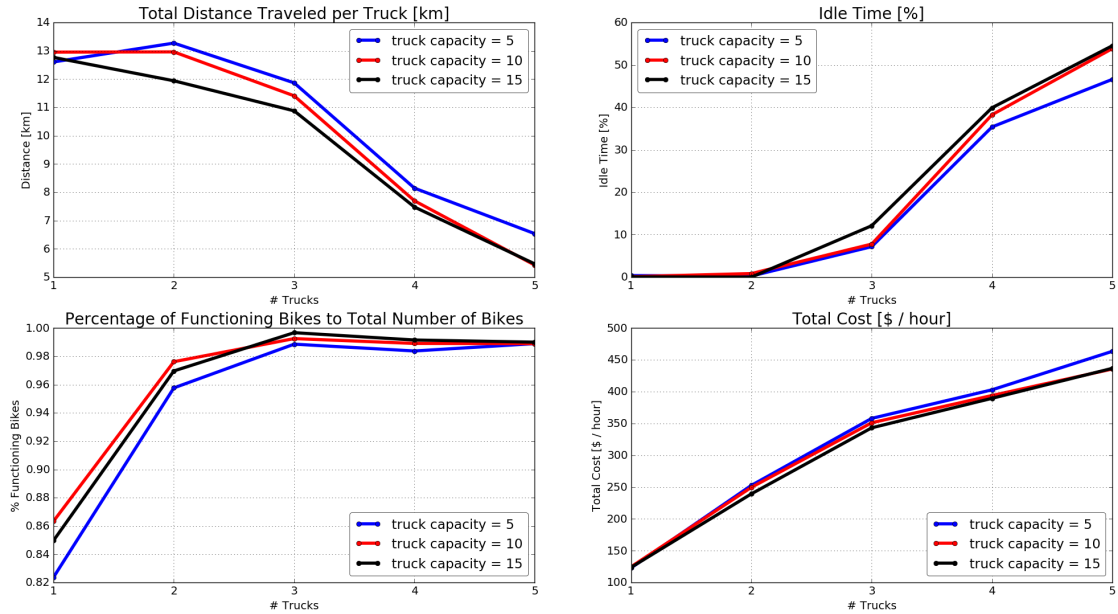 Total Distance Traveled per Truck [km]
14
13
12
11
10
9
8
7
6
5
Distance [km]
truck capacity = 5
truck capacity = 10
truck capacity = 15
1 2 3 4 5
# Trucks
Idle Time [%]
60
50
40
30
20
10
0
Idle Time [%]
truck capacity = 5
truck capacity = 10
truck capacity = 15
1 2 3 4 5
# Trucks
Percentage of Functioning Bikes to Total Number of Bikes
1.00
0.98
0.96
0.94
0.92
0.90
0.88
0.86
0.84
0.82
% Functioning Bikes
truck capacity = 5
truck capacity = 10
truck capacity = 15
1 2 3 4 5
# Trucks
Total Cost [$ / hour]
500
450
400
350
300
250
200
150
100
Total Cost [$ / hour]
truck capacity = 5
truck capacity = 10
truck capacity = 15
1 2 3 4 5
# Trucks